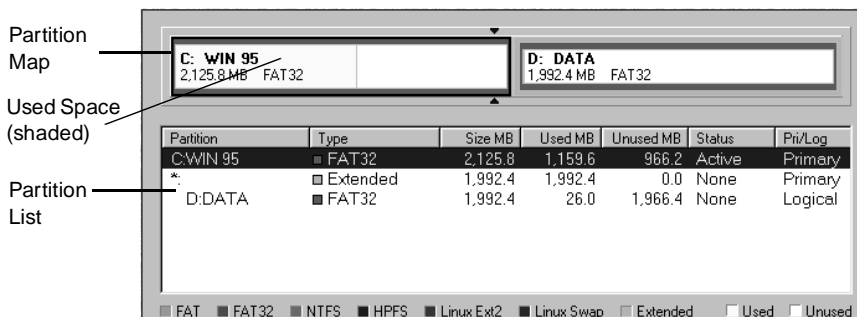 Partition
Map
Used Space
(shaded)
Partition
List
C: WIN 95
2,125.8 MB FAT32
D: DATA
1,992.4 MB FAT32
Partition Type Size MB Used MB Unused MB Status Pri/Log
C:WIN 95 FAT32 2,125.8 1,159.6 966.2 Active Primary
*: Extended 1,992.4 1,992.4 0.0 None Primary
D:DATA FAT32 1,992.4 26.0 1,966.4 None Logical
FAT FAT32 NTFS HPFS Linux Ext2 Linux Swap Extended Used Unused